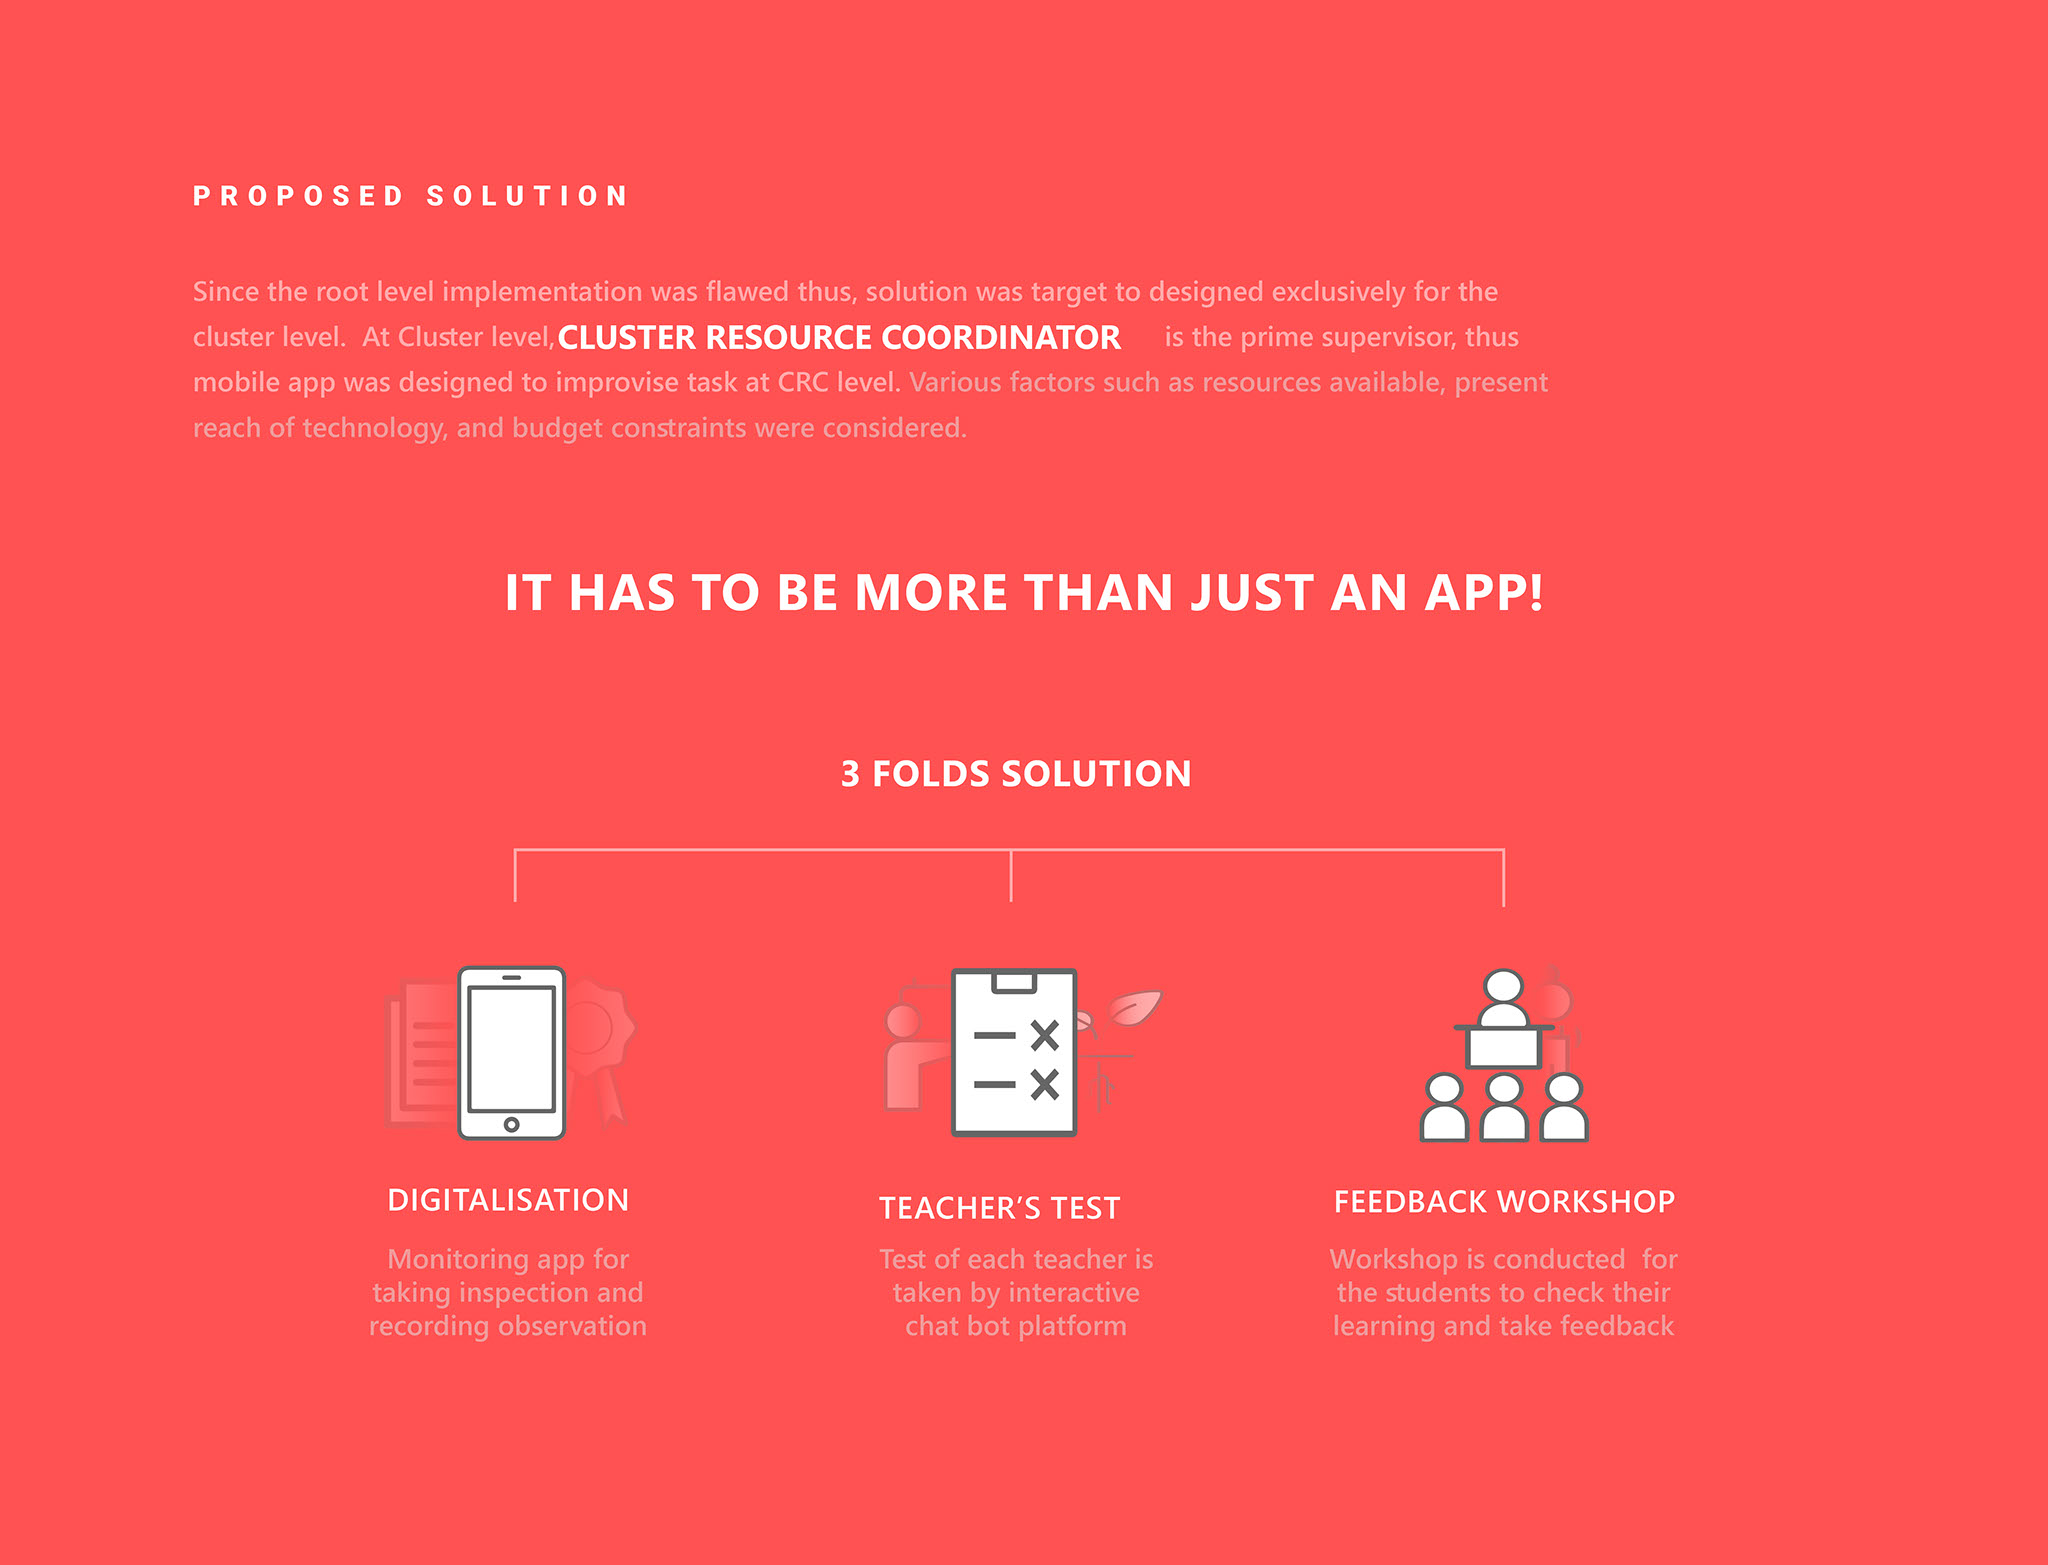 PROPOSED SOLUTION
Since the root level implementation was flawed thus, solution was target to designed exclusively for the
cluster level.  At Cluster level, CLUSTER RESOURCE COORDINATOR is the prime supervisor, thus
mobile app was designed to improvise task at CRC level. Various factors such as resources available, present
reach of technology, and budget constraints were considered.
IT HAS TO BE MORE THAN JUST AN APP!
3 FOLDS SOLUTION
DIGITALISATION
Monitoring app for
taking inspection and
recording observation
TEACHER’S TEST
Test of each teacher is
taken by interactive
chat bot platform
FEEDBACK WORKSHOP
Workshop is conducted  for
the students to check their
learning and take feedback